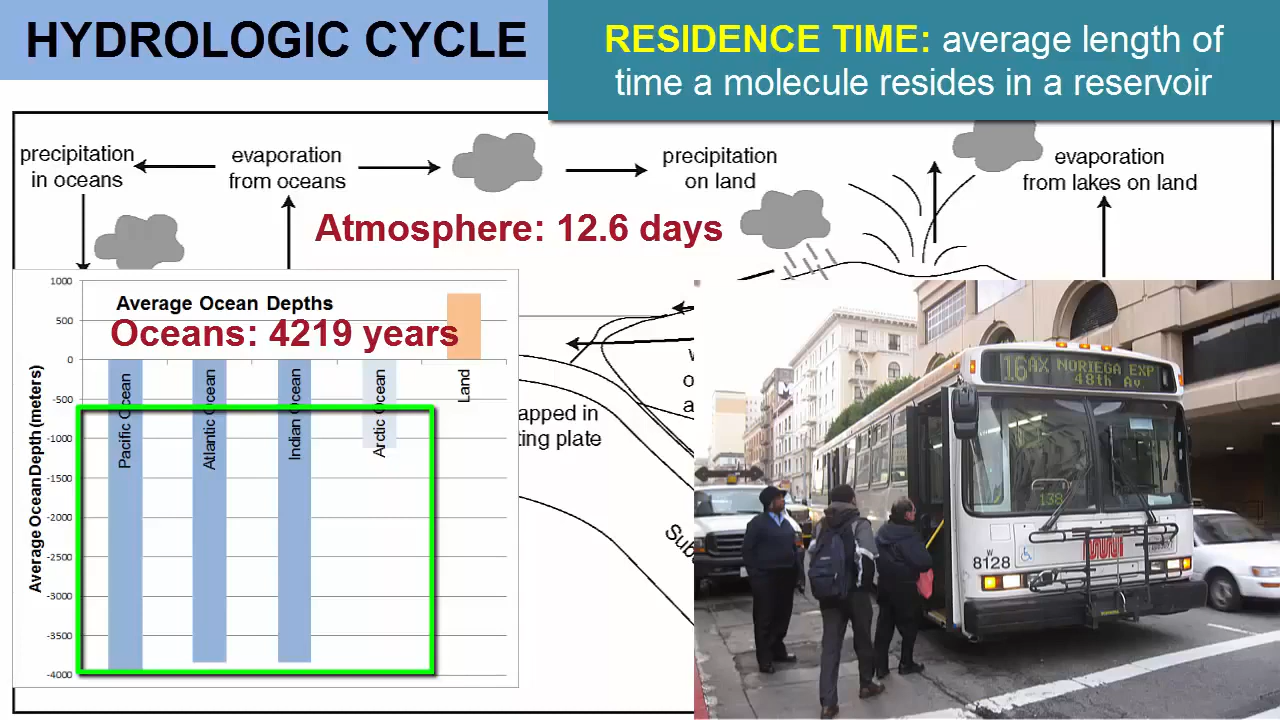 HYDROLOGIC CYCLE
RESIDENCE TIME: average length of
time a molecule resides in a reservoir
precipitation
in oceans
evaporation
from oceans
precipitation
on land
evaporation
from lakes on land
Atmosphere: 12.6 days
Average Ocean Depths
Oceans: 4219 years
Average Ocean Depth (meters)
1000
500
0
-500
-1000
-1500
-2000
-2500
-3000
-3500
-4000
Pacific Ocean
Atlantic Ocean
Indian Ocean
Arctic Ocean
Land
apped in
ting plate
w
o
a
Sub
16AX NORIEGA EXP
48th Av
138
W
8128
muni